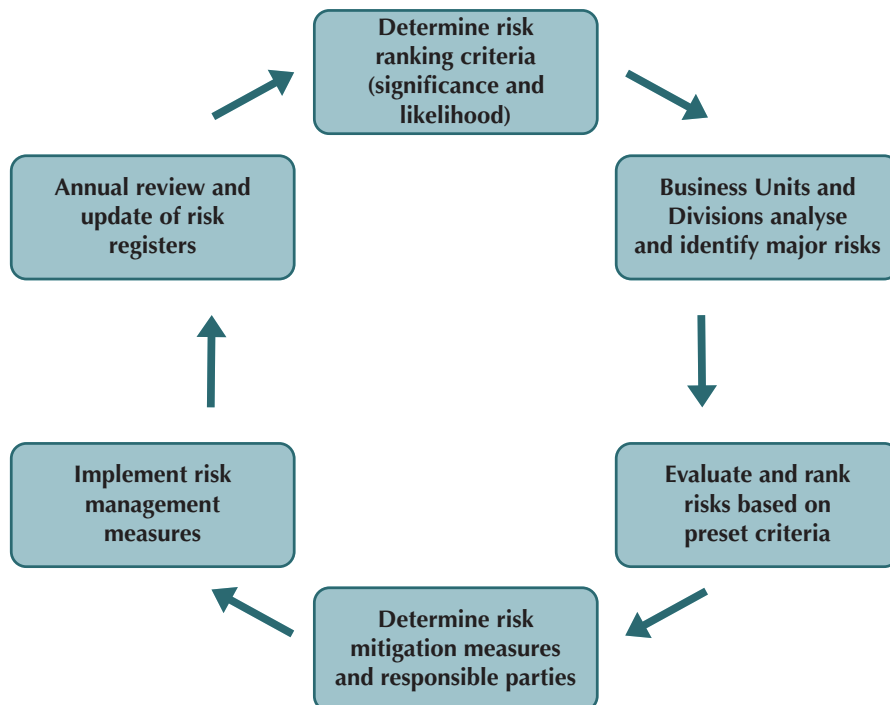 Determine risk
ranking criteria
(significance and
likelihood)
Business Units and
Divisions analyse
and identify major risks
Evaluate and rank
risks based on
preset criteria
Determine risk
mitigation measures
and responsible parties
Implement risk
management
measures
Annual review and
update of risk
registers